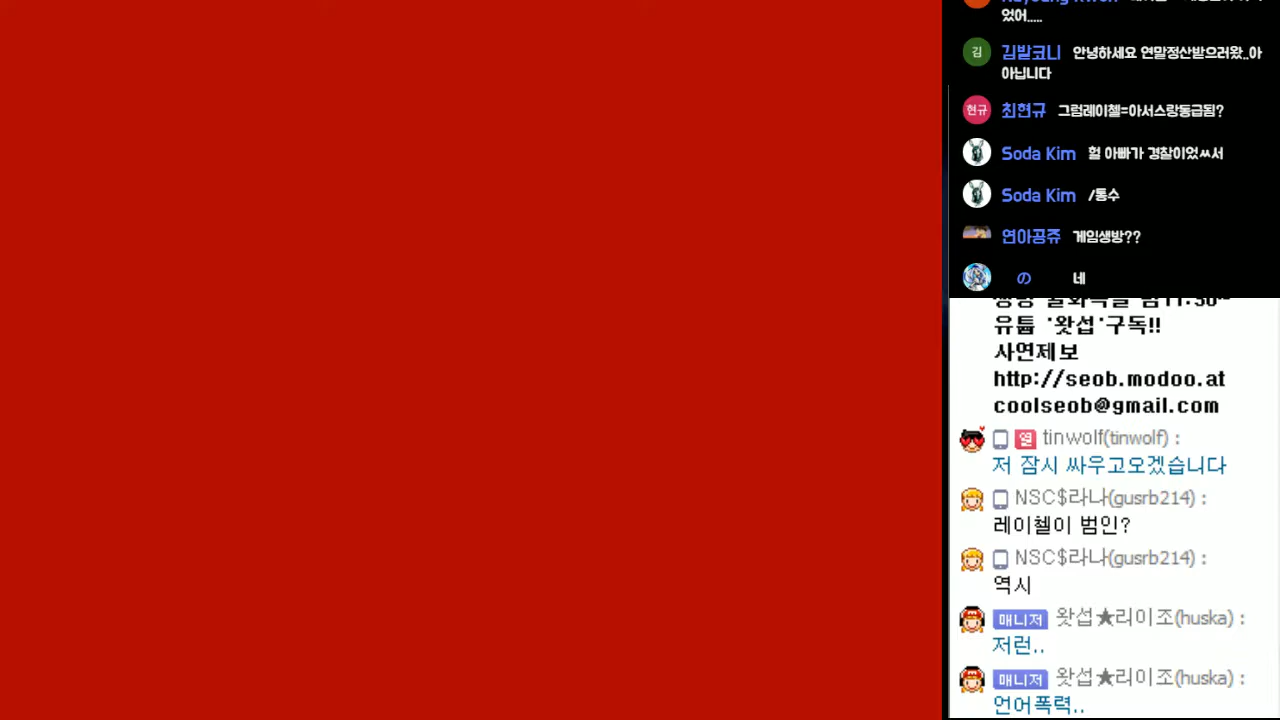 었어.....
김 김발코니 안녕하세요 연말정산받으러왔..아
아닙니다
현규 최현규 그럼레이첼=아서스랑동급됨?
Soda Kim 헐 아빠가 경찰이었ㅆ서
Soda Kim /통수
연아공쥬 게임생방??
の 네
유튭 '왓섭'구독!!
사연제보
http://seob.modoo.at
coolseob@gmail.com
열 tinwolf(tinwolf) :
저 잠시 싸우고오겠습니다
NSC$라나(gusrb214) :
레이첼이 범인?
NSC$라나(gusrb214) :
역시
매니저 왓섭★리이조(huska) :
저런..
매니저 왓섭★리이조(huska) :
언어폭력..